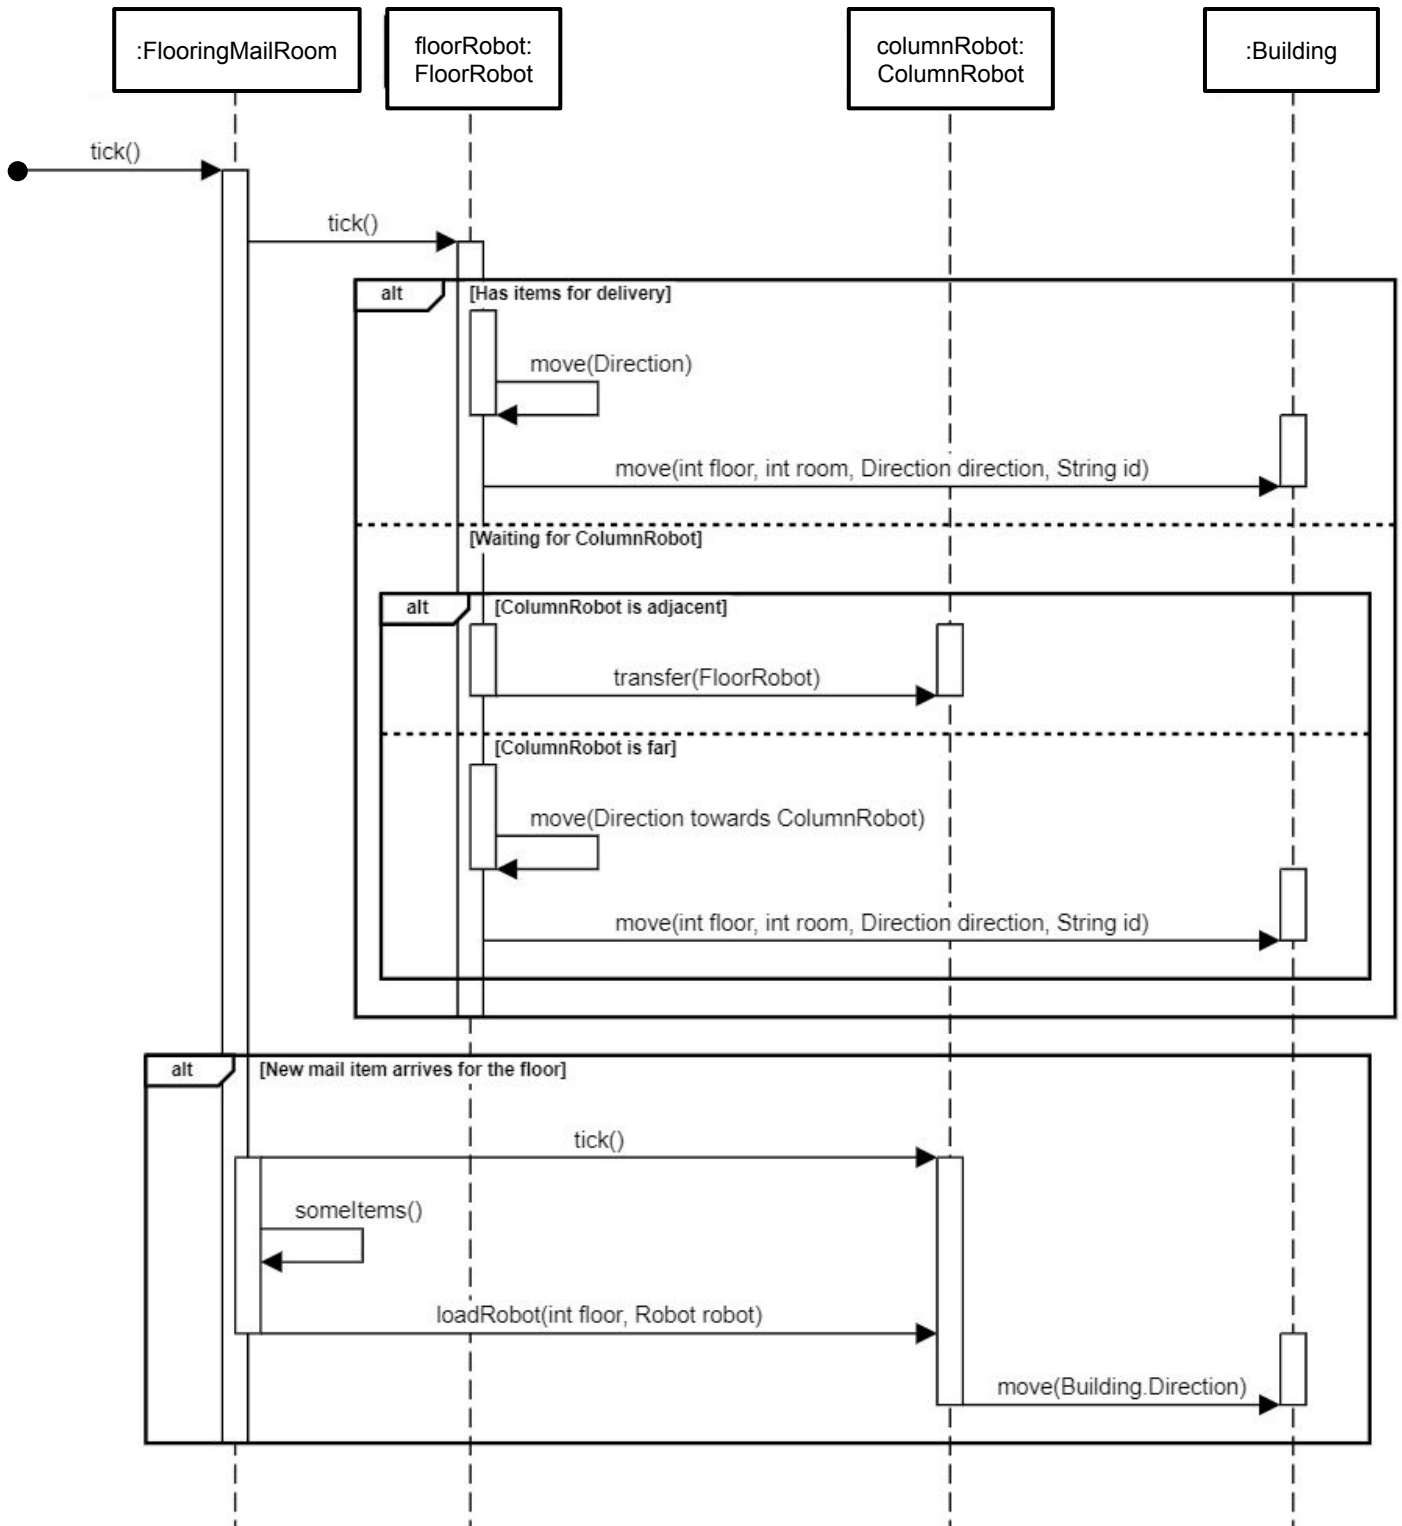 :FlooringMailRoom
floorRobot:
FloorRobot
columnRobot:
ColumnRobot
:Building
tick()
tick()
alt
[Has items for delivery]
move(Direction)
move(int floor, int room, Direction direction, String id)
[Waiting for ColumnRobot]
alt
[ColumnRobot is adjacent]
transfer(FloorRobot)
[ColumnRobot is far]
move(Direction towards ColumnRobot)
move(int floor, int room, Direction direction, String id)
alt
[New mail item arrives for the floor]
tick()
someItems()
loadRobot(int floor, Robot robot)
move(Building.Direction)